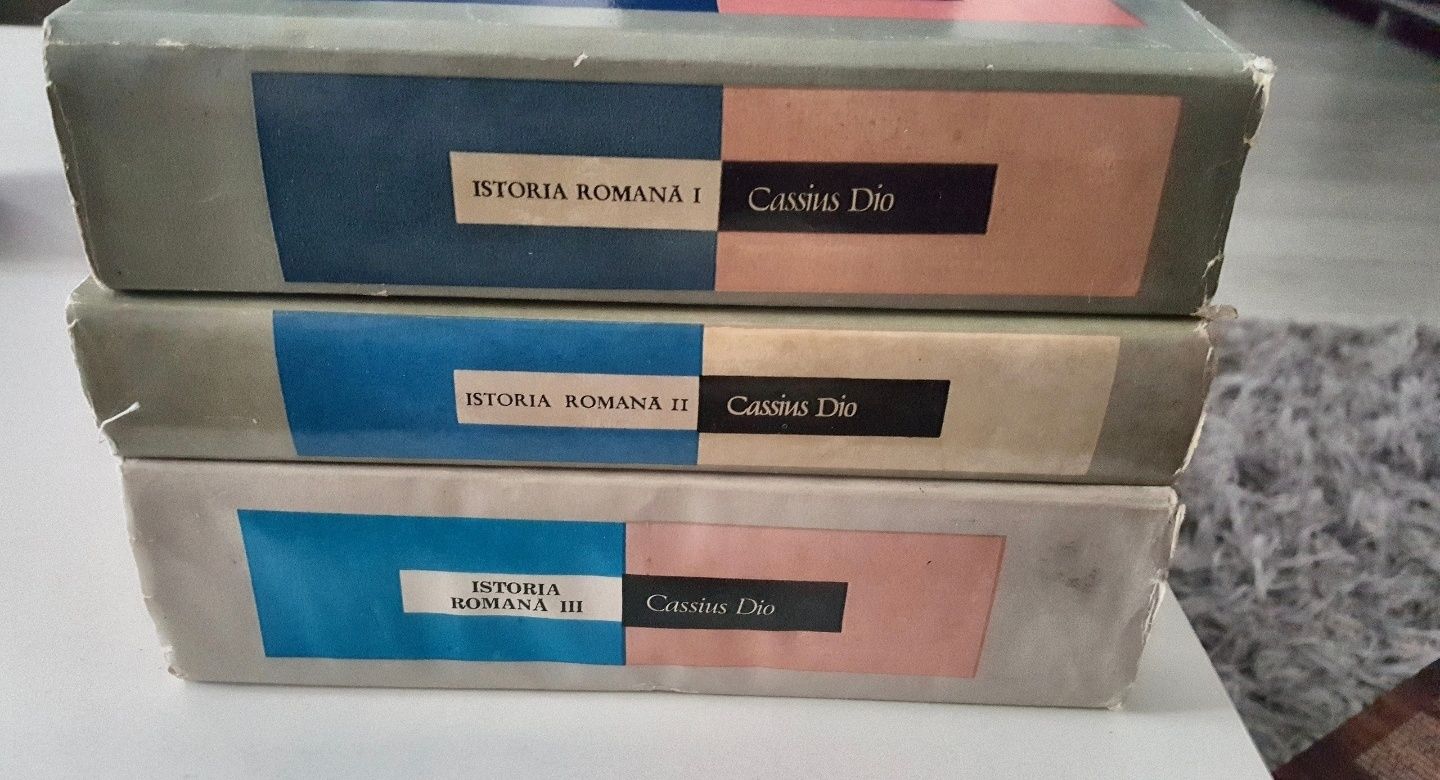 ISTORIA ROMANĂ I
Cassius Dio
ISTORIA ROMANĂ II
Cassius Dio
ISTORIA
ROMANĂ III
Cassius Dio